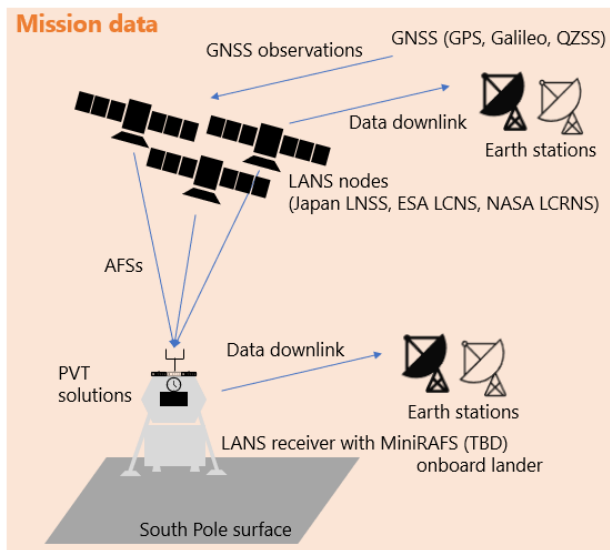 Mission data
GNSS observations
GNSS (GPS, Galileo, QZSS)
Data downlink
Earth stations
LANS nodes
(Japan LNSS, ESA LCNS, NASA LCRNS)
AFSs
Data downlink
PVT
solutions
Earth stations
LANS receiver with MiniRAFS (TBD)
onboard lander
South Pole surface